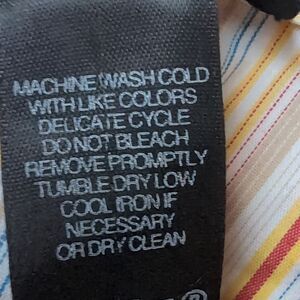 MACHINE WASH COLD
WITH LIKE COLORS
DELICATE CYCLE
DO NOT BLEACH
REMOVE PROMPTLY
TUMBLE DRY LOW
COOL IRON IF
NECESSARY
OR DRY CLEAN